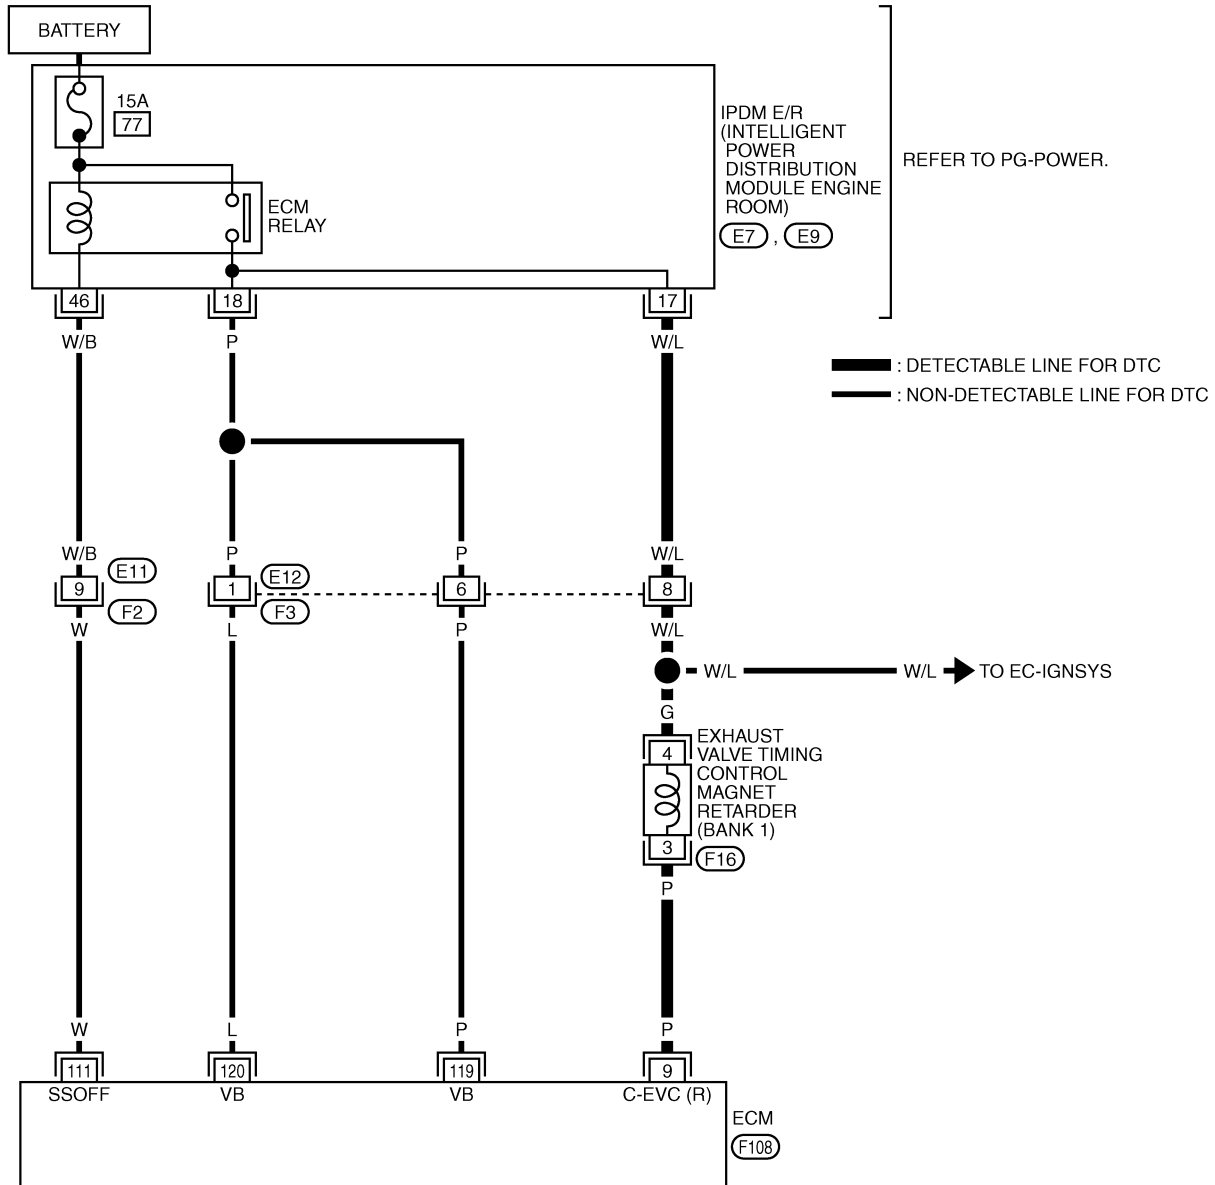 BATTERY
15A
77
IPDM E/R
(INTELLIGENT
POWER
DISTRIBUTION
MODULE ENGINE
ROOM)
E7 , E9
REFER TO PG-POWER.
ECM
RELAY
46 18 17
W/B P W/L
: DETECTABLE LINE FOR DTC
: NON-DETECTABLE LINE FOR DTC
W/B P P W/L
E11 E12
9 1 6 8
F2 F3
W L P W/L
W/L W/L TO EC-IGNSYS
G
4
EXHAUST
VALVE TIMING
CONTROL
MAGNET
RETARDER
(BANK 1)
3
F16
P
W L P P
111 120 119 9
SSOFF VB VB C-EVC (R)
ECM
F108